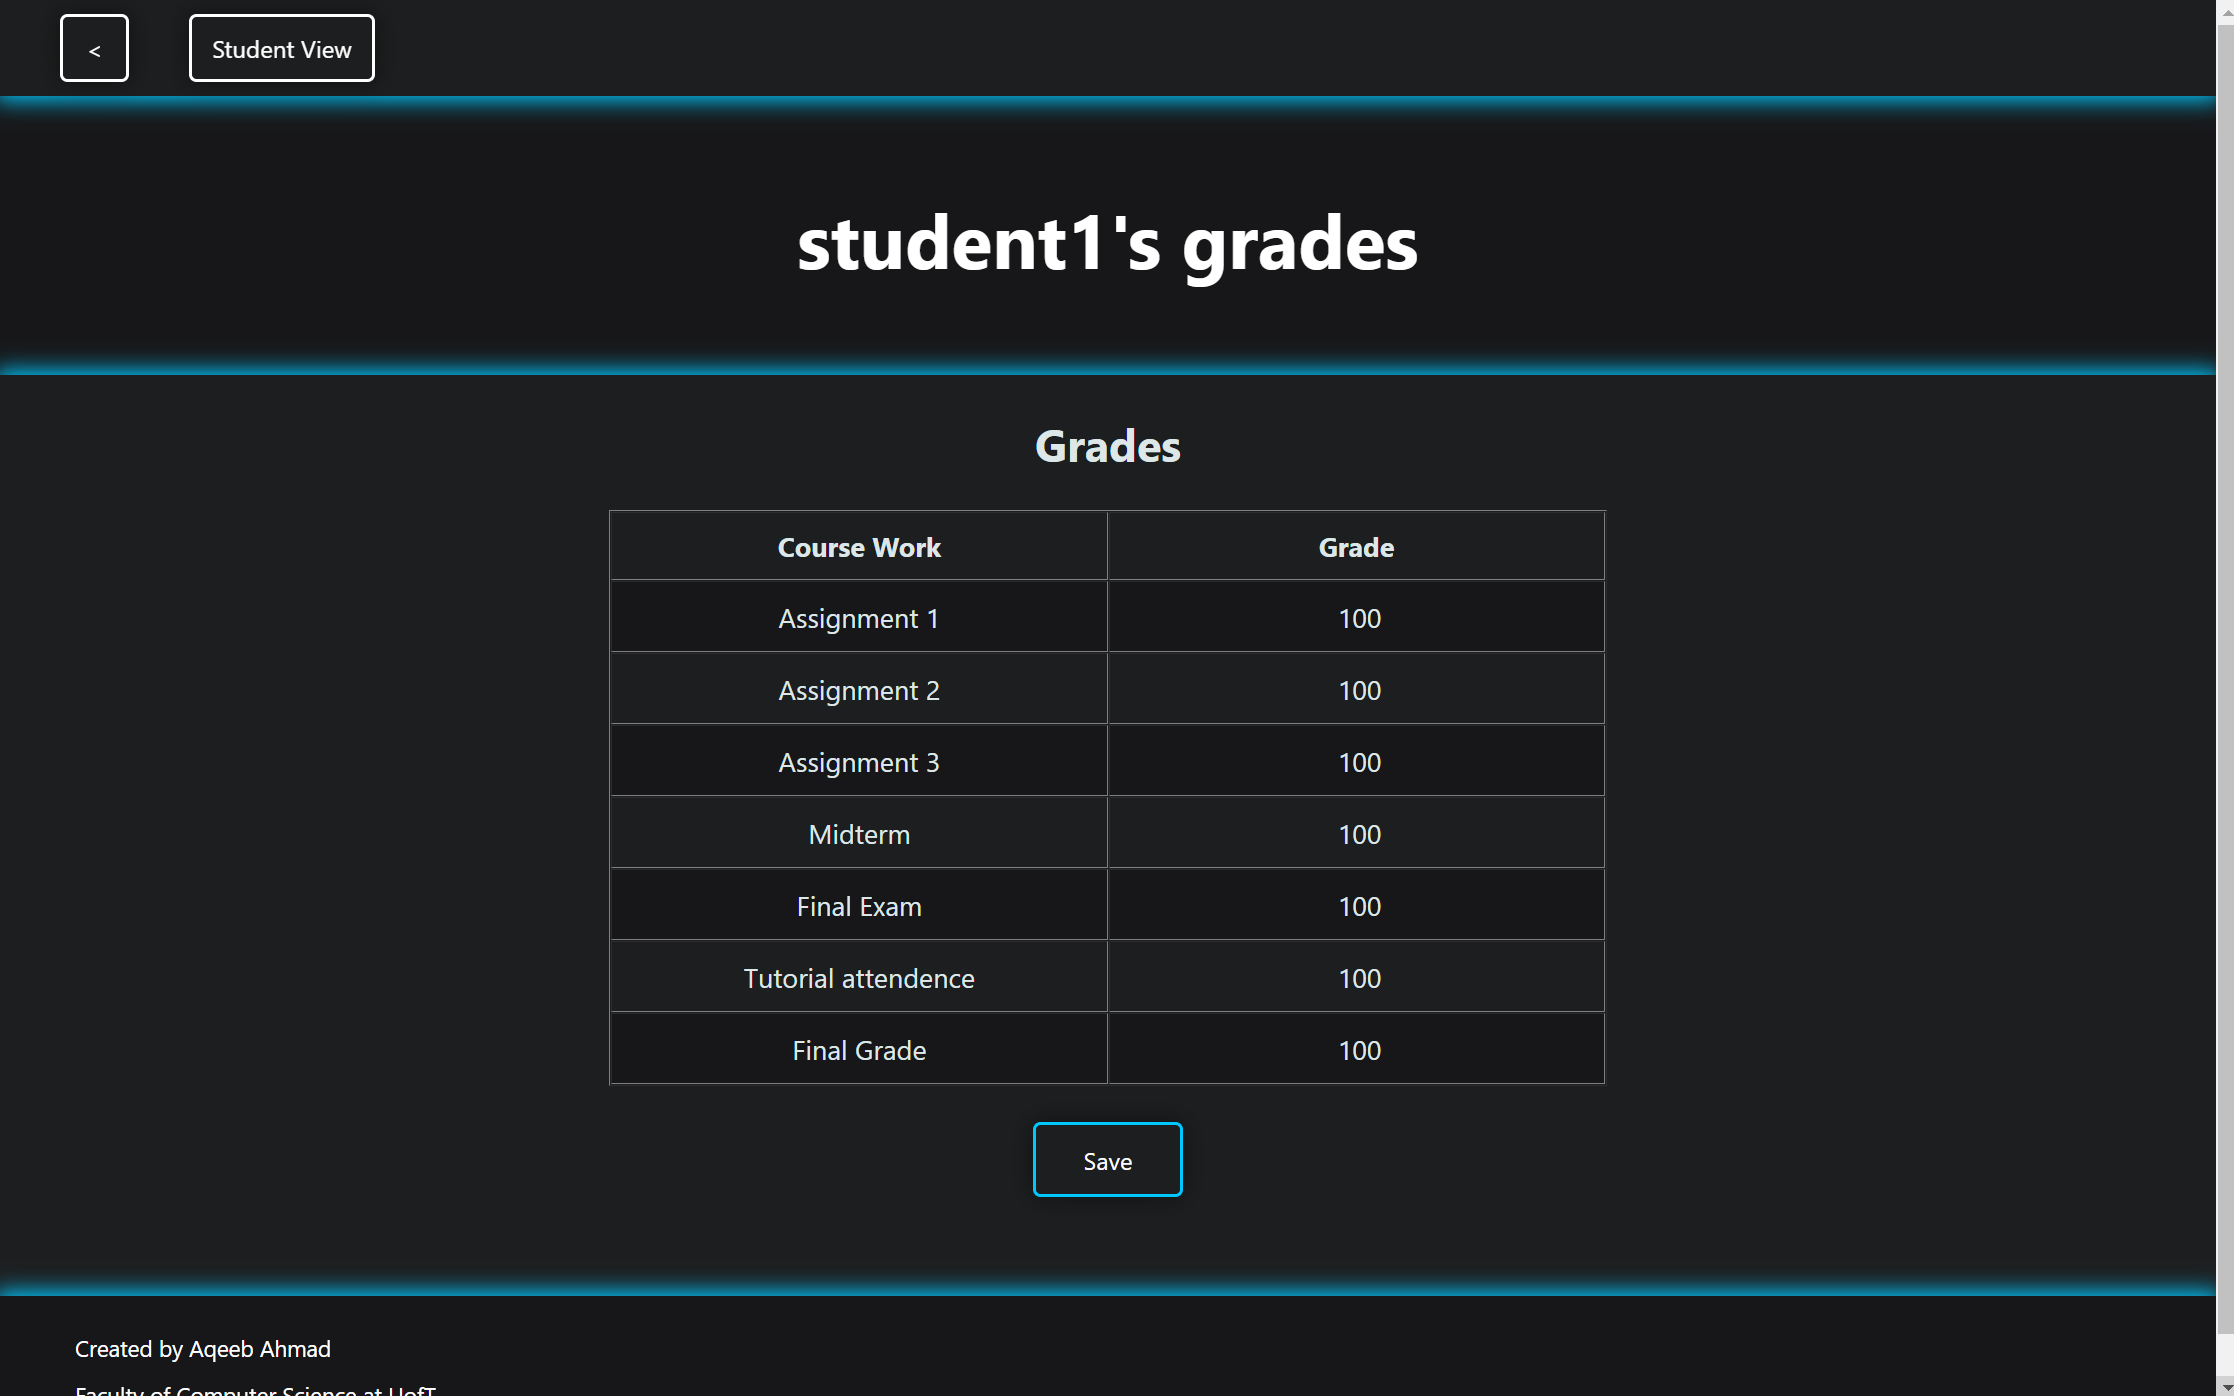 < Student View
student1's grades
Grades
Course Work Grade
Assignment 1 100
Assignment 2 100
Assignment 3 100
Midterm 100
Final Exam 100
Tutorial attendence 100
Final Grade 100
Save
Created by Aqeeb Ahmad
Faculty of Computer Science at UofT